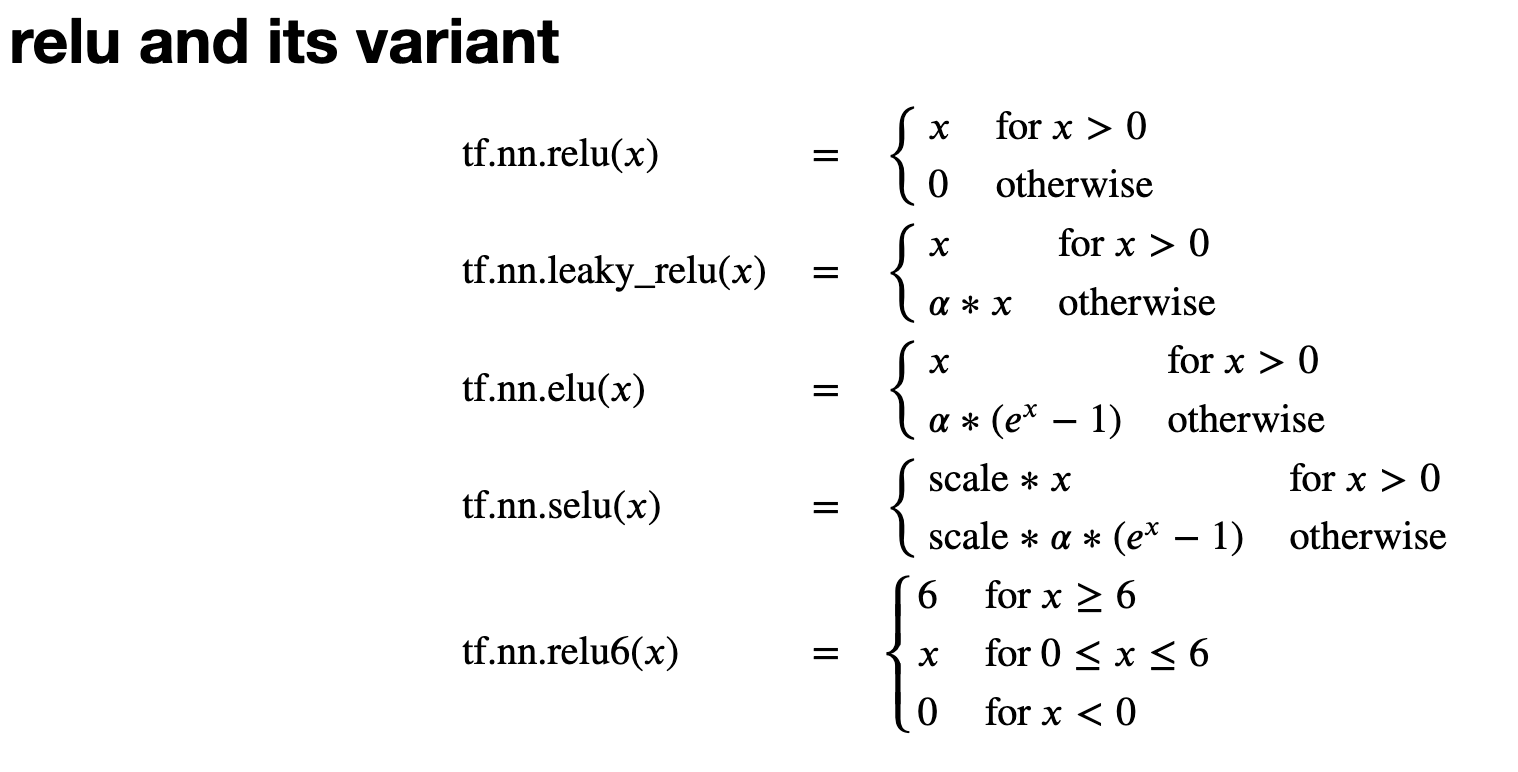 relu and its variant
tf.nn.relu(x) = { x for x > 0
0 otherwise
tf.nn.leaky_relu(x) = { x for x > 0
α ∗ x otherwise
tf.nn.elu(x) = { x for x > 0
α ∗ (e^x − 1) otherwise
tf.nn.selu(x) = { scale ∗ x for x > 0
scale ∗ α ∗ (e^x − 1) otherwise
tf.nn.relu6(x) = { 6 for x ≥ 6
x for 0 ≤ x ≤ 6
0 for x < 0